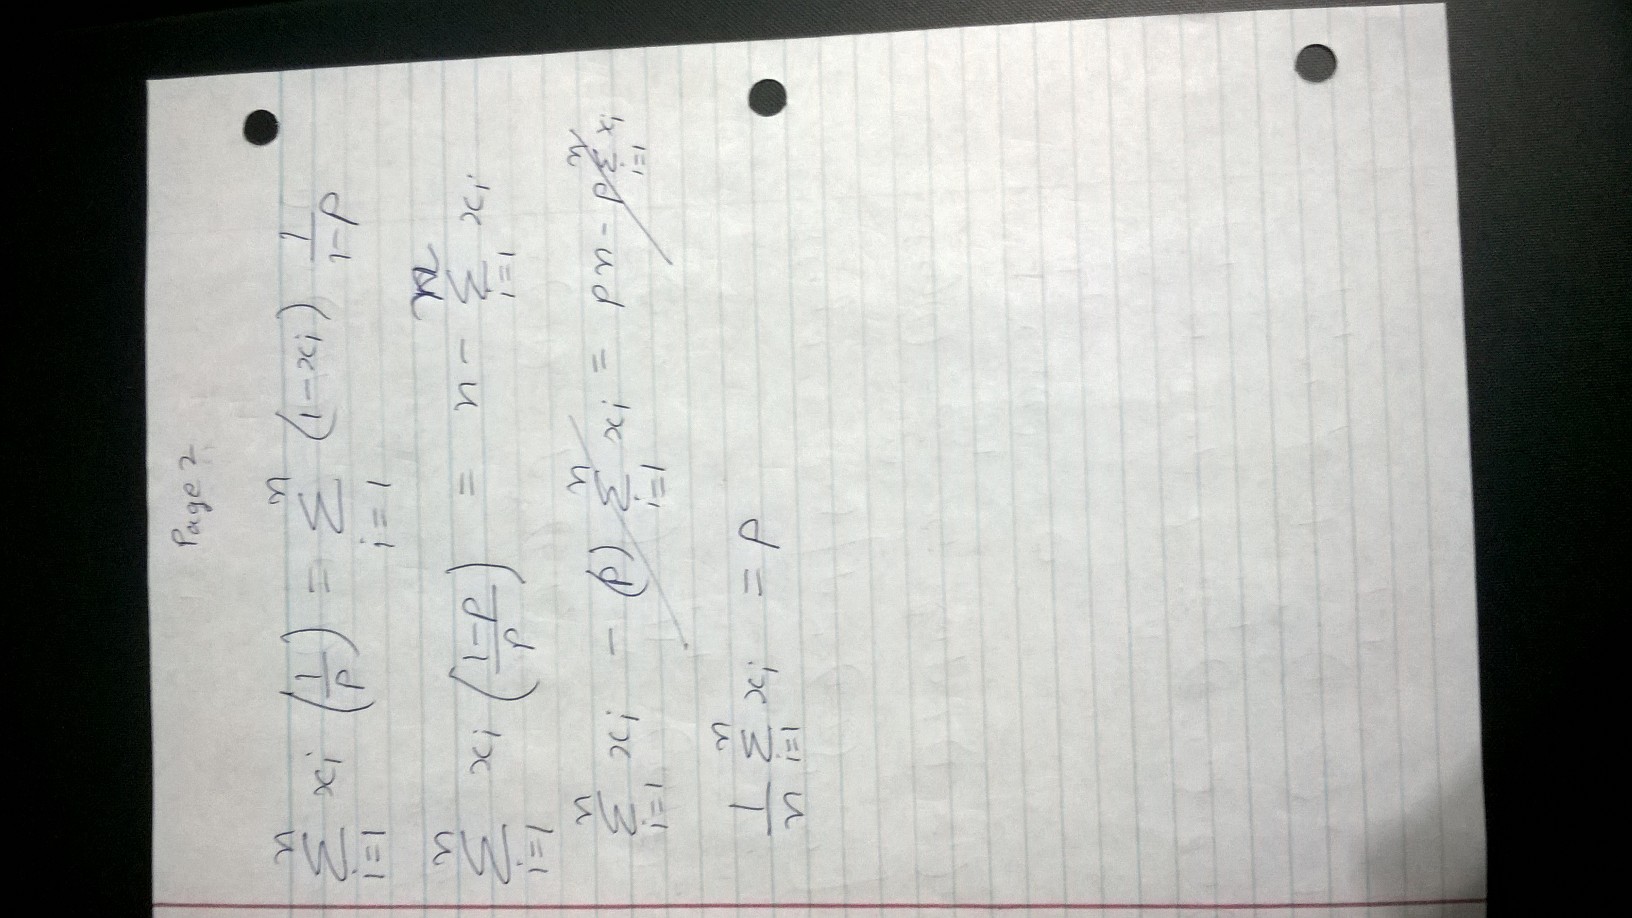 Page 2
\sum_{i=1}^{n} x_i \left(\frac{1}{p}\right) = \sum_{i=1}^{n} (1-x_i) \frac{1}{1-p}
\sum_{i=1}^{n} x_i \left(\frac{1-p}{p}\right) = n - \sum_{i=1}^{n} x_i
\sum_{i=1}^{n} x_i - (p) \sum_{i=1}^{n} x_i = pn - p \sum_{i=1}^{n} x_i
\frac{1}{n} \sum_{i=1}^{n} x_i = p